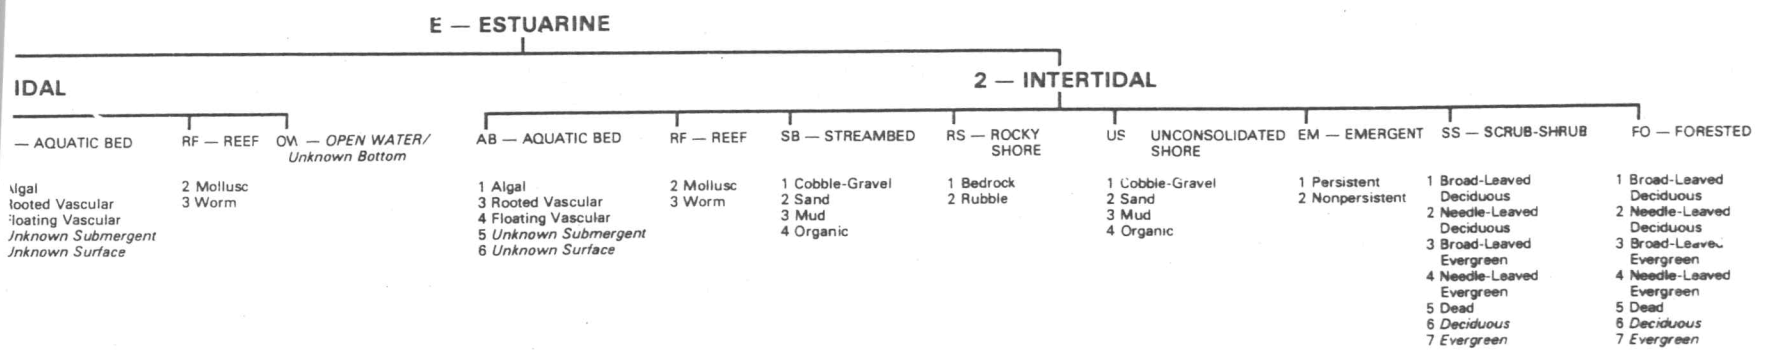 E — ESTUARINE
IDAL
2 — INTERTIDAL
— AQUATIC BED
RF — REEF
OW — OPEN WATER/
Unknown Bottom
AB — AQUATIC BED
RF — REEF
SB — STREAMBED
RS — ROCKY
SHORE
US UNCONSOLIDATED
SHORE
EM — EMERGENT
SS — SCRUB-SHRUB
FO — FORESTED
lgal
ooted Vascular
loating Vascular
nknown Submergent
nknown Surface
2 Mollusc
3 Worm
1 Algal
3 Rooted Vascular
4 Floating Vascular
5 Unknown Submergent
6 Unknown Surface
2 Mollusc
3 Worm
1 Cobble-Gravel
2 Sand
3 Mud
4 Organic
1 Bedrock
2 Rubble
1 Cobble-Gravel
2 Sand
3 Mud
4 Organic
1 Persistent
2 Nonpersistent
1 Broad-Leaved
Deciduous
2 Needle-Leaved
Deciduous
3 Broad-Leaved
Evergreen
4 Needle-Leaved
Evergreen
5 Dead
6 Deciduous
7 Evergreen
1 Broad-Leaved
Deciduous
2 Needle-Leaved
Deciduous
3 Broad-Leaved
Evergreen
4 Needle-Leaved
Evergreen
5 Dead
6 Deciduous
7 Evergreen